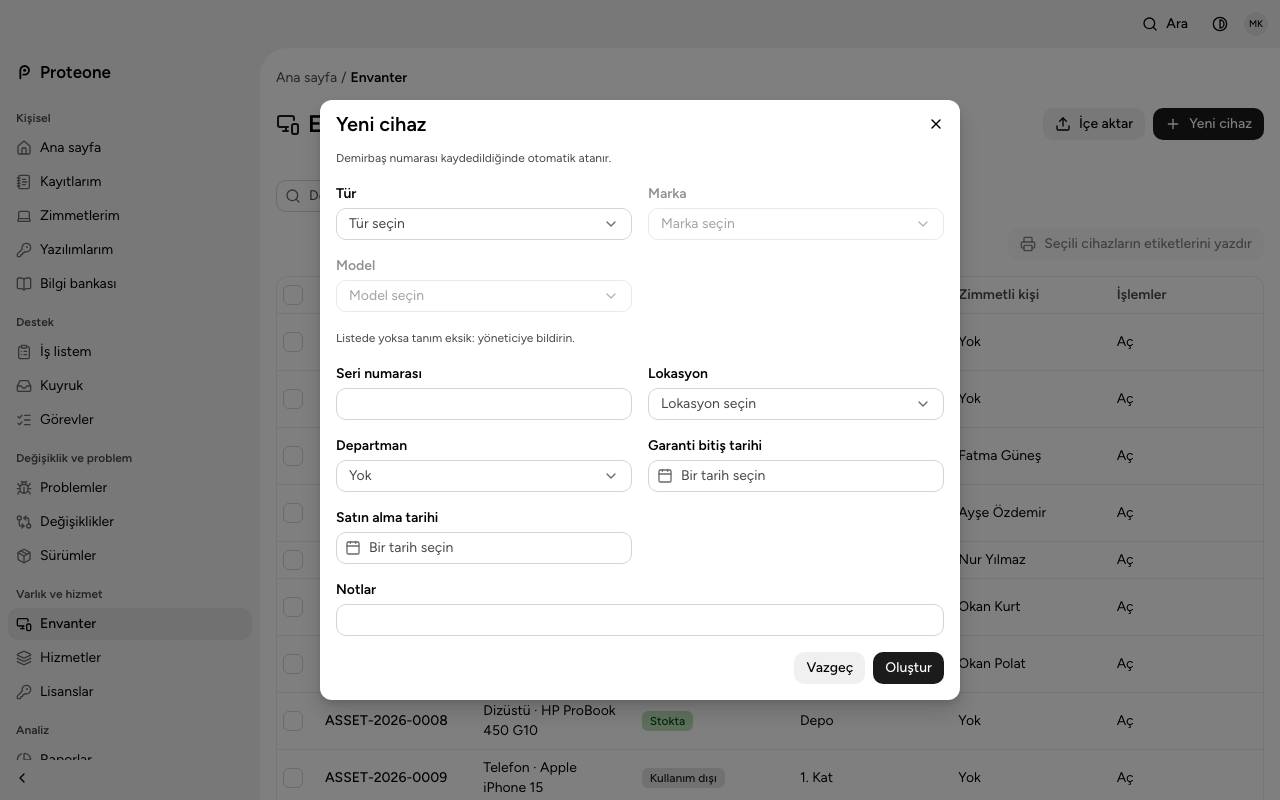 Ara
MK
Proteone
Kişisel
Ana sayfa
Kayıtlarım
Zimmetlerim
Yazılımlarım
Bilgi bankası
Destek
İş listem
Kuyruk
Görevler
Değişiklik ve problem
Problemler
Değişiklikler
Sürümler
Varlık ve hizmet
Envanter
Hizmetler
Lisanslar
Analiz
Raporlar
Ana sayfa / Envanter
İçe aktar
Yeni cihaz
Seçili cihazların etiketlerini yazdır
Yeni cihaz
Demirbaş numarası kaydedildiğinde otomatik atanır.
Tür
Marka
Tür seçin
Marka seçin
Model
Model seçin
Listede yoksa tanım eksik: yöneticiye bildirin.
Seri numarası
Lokasyon
Lokasyon seçin
Departman
Garanti bitiş tarihi
Yok
Bir tarih seçin
Satın alma tarihi
Bir tarih seçin
Notlar
Vazgeç
Oluştur
Zimmetli kişi
İşlemler
Yok
Aç
Yok
Aç
Fatma Güneş
Aç
Ayşe Özdemir
Aç
Nur Yılmaz
Aç
Okan Kurt
Aç
Okan Polat
Aç
ASSET-2026-0008
Dizüstü · HP ProBook
450 G10
Stokta
Depo
Yok
Aç
ASSET-2026-0009
Telefon · Apple
iPhone 15
Kullanım dışı
1. Kat
Yok
Aç